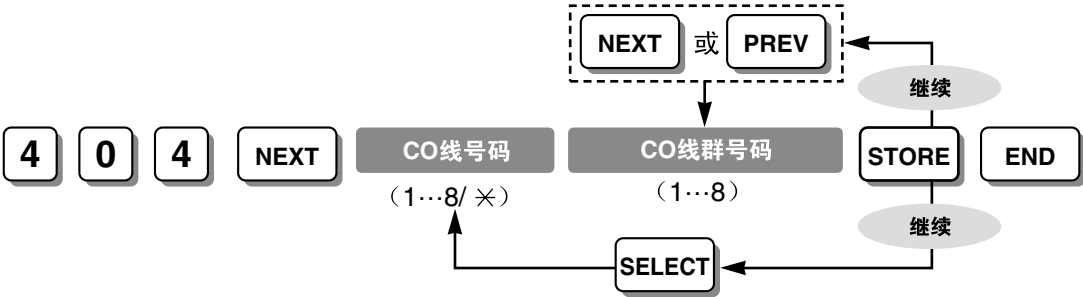 NEXT 或 PREV
继续
4 0 4 NEXT CO线号码 CO线群号码 STORE END
（1…8/ ✳） （1…8）
继续
SELECT